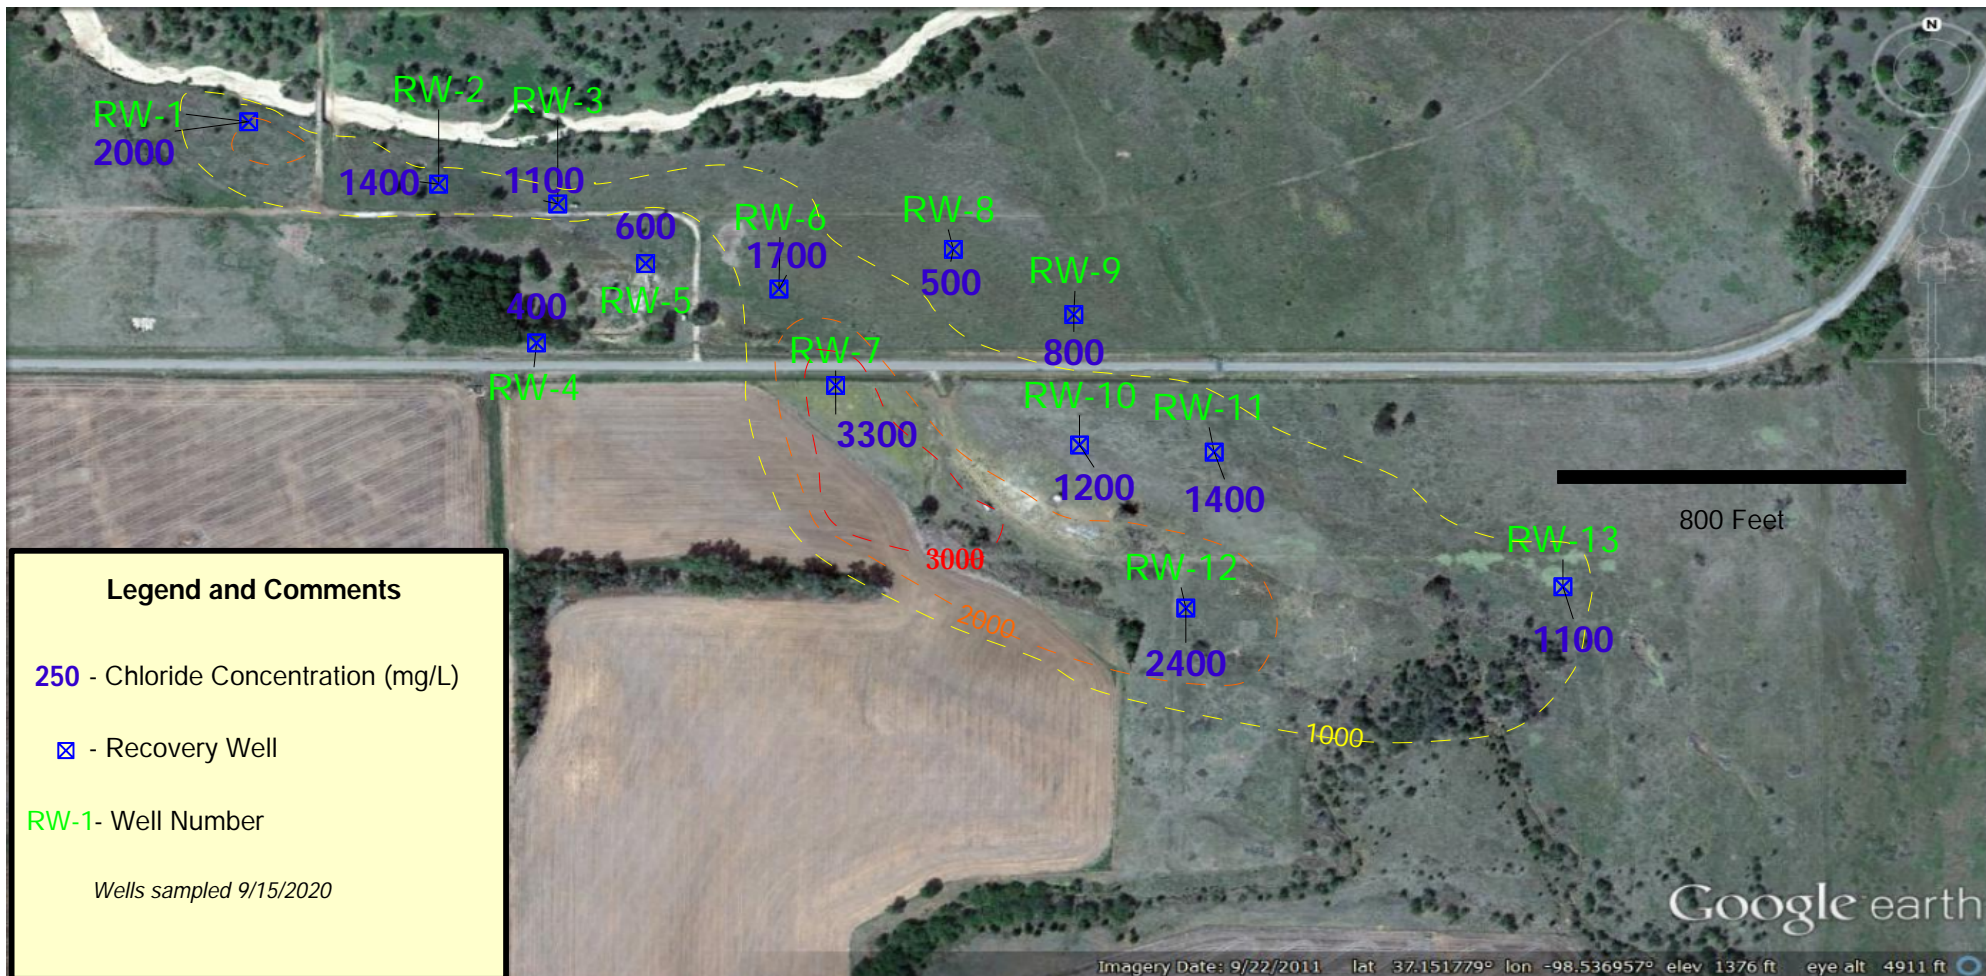 N
RW-1
2000
RW-2
1400
RW-3
1100
600
RW-5
400
RW-4
RW-6
1700
RW-8
500
RW-9
800
RW-7
3300
RW-10
1200
RW-11
1400
800 Feet
RW-13
1100
3000
RW-12
2400
2000
1000
Legend and Comments
250 - Chloride Concentration (mg/L)
- Recovery Well
RW-1- Well Number
Wells sampled 9/15/2020
Google earth
Imagery Date: 9/22/2011 lat 37.151779° lon -98.536957° elev 1376 ft eye alt 4911 ft